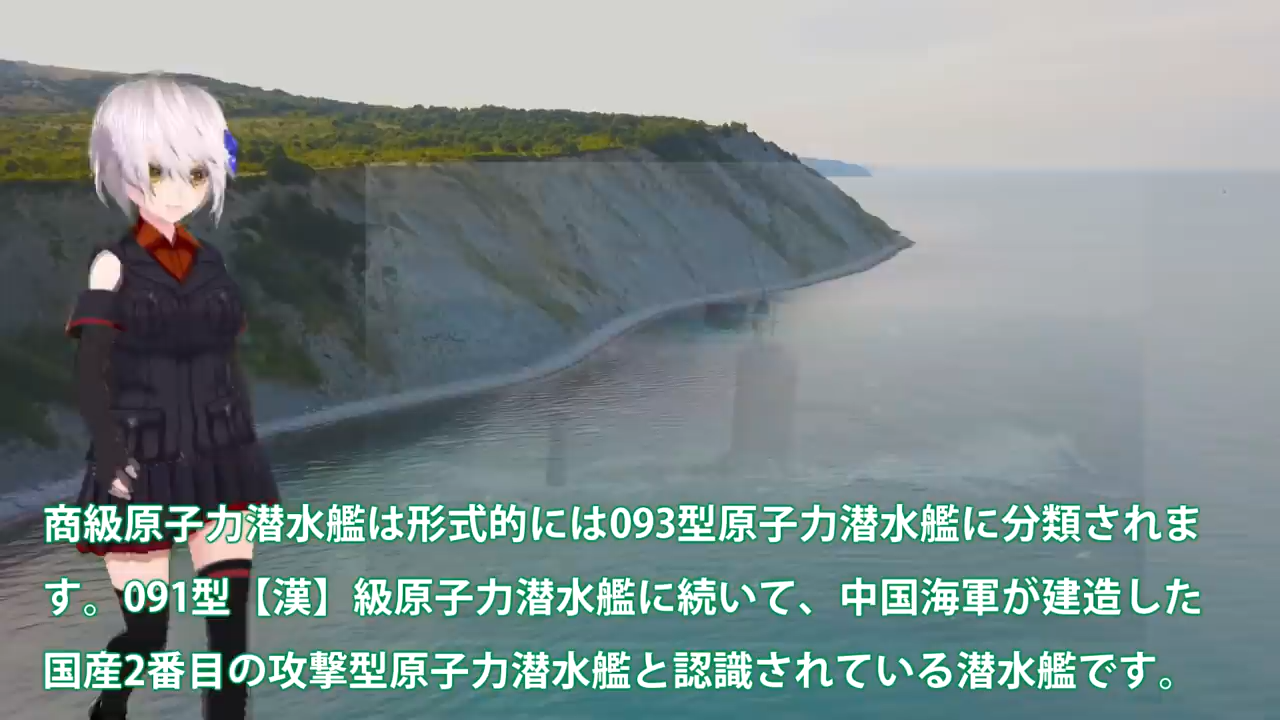 商級原子力潜水艦は形式的には093型原子力潜水艦に分類されま
す。091型【漢】級原子力潜水艦に続いて、中国海軍が建造した
国産2番目の攻撃型原子力潜水艦と認識されている潜水艦です。